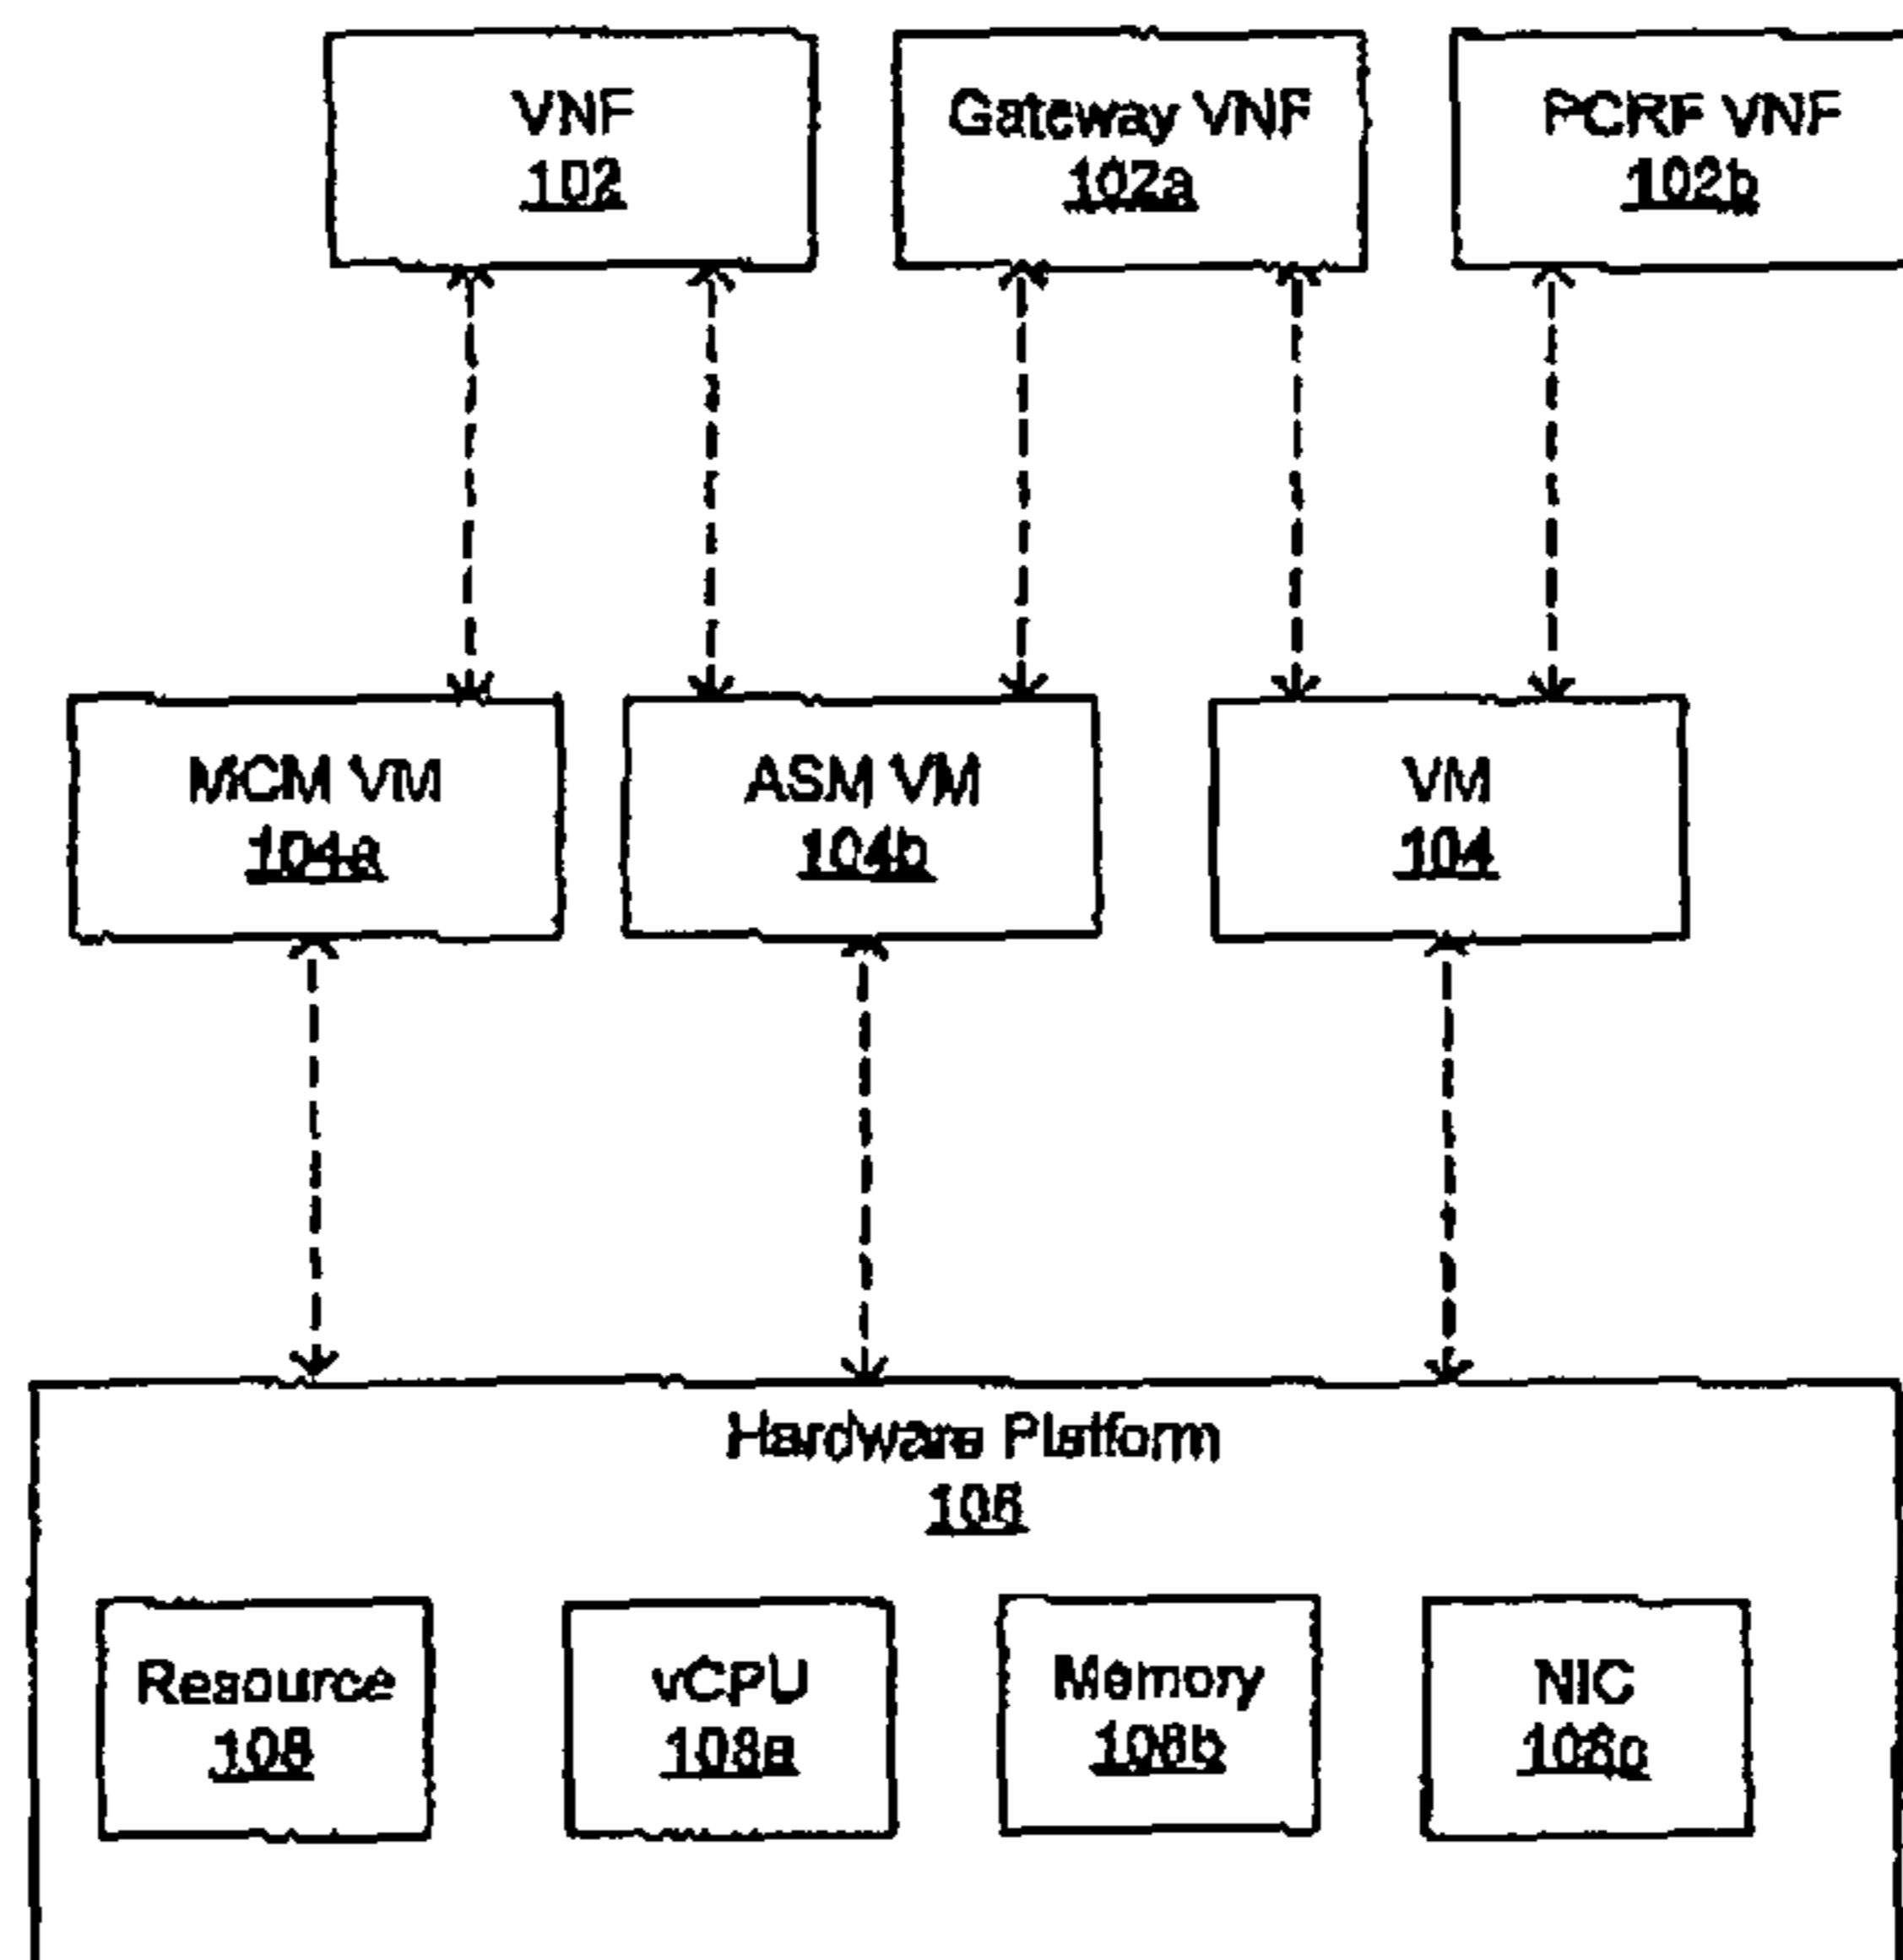 VNF
102
Gateway VNF
102a
PCRF VNF
102b
MCM VM
104a
ASM VM
104b
VM
104
Hardware Platform
106
Resource
108
vCPU
108a
Memory
108b
NIC
108c